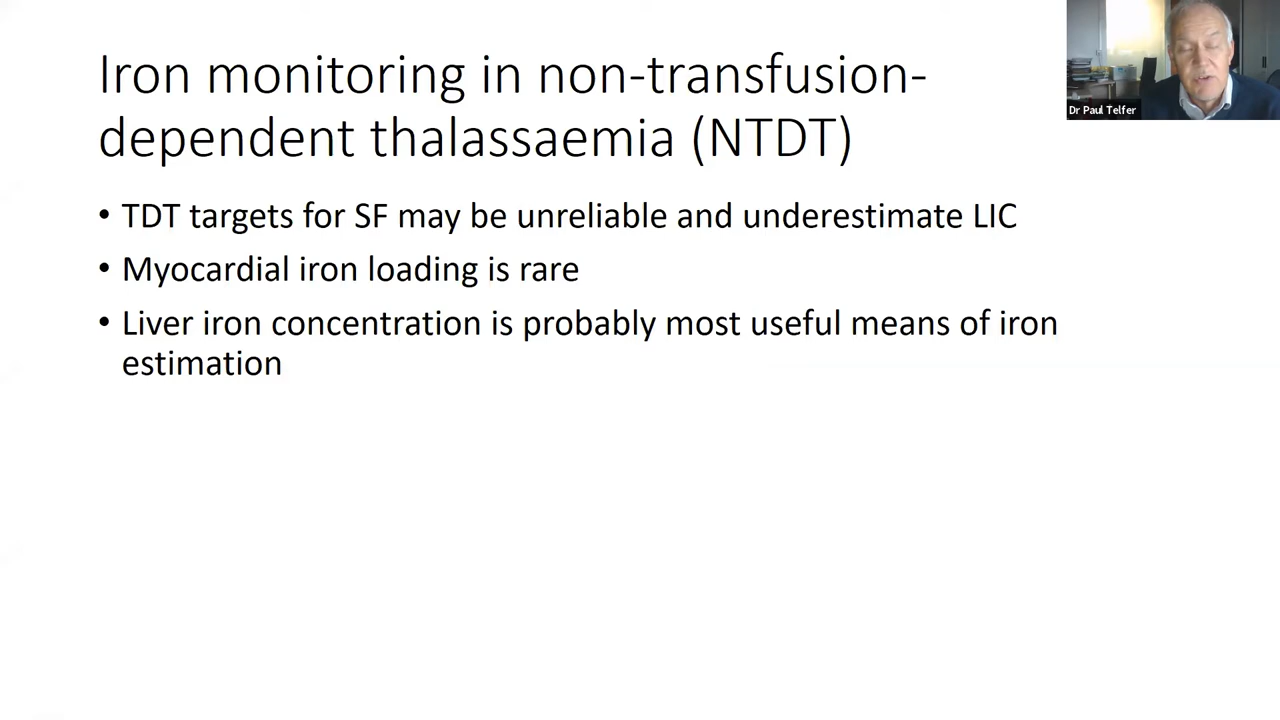 Iron monitoring in non-transfusion-
dependent thalassaemia (NTDT)
• TDT targets for SF may be unreliable and underestimate LIC
• Myocardial iron loading is rare
• Liver iron concentration is probably most useful means of iron
estimation
Dr Paul Telfer